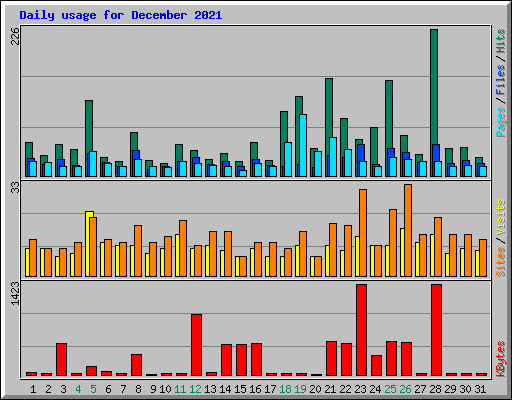 Daily usage for December 2021
226
33
1423
Pages / Files / Hits
Sites / Visits
KBytes
1 2 3 4 5 6 7 8 9 10 11 12 13 14 15 16 17 18 19 20 21 22 23 24 25 26 27 28 29 30 31